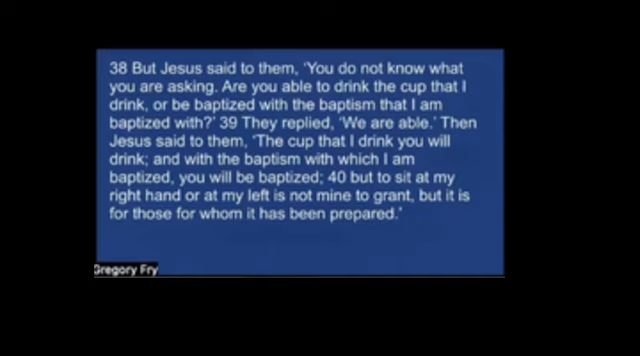 38 But Jesus said to them, 'You do not know what
you are asking. Are you able to drink the cup that I
drink, or be baptized with the baptism that I am
baptized with?' 39 They replied, 'We are able.' Then
Jesus said to them, 'The cup that I drink you will
drink; and with the baptism with which I am
baptized, you will be baptized; 40 but to sit at my
right hand or at my left is not mine to grant, but it is
for those for whom it has been prepared.'
Gregory Fry